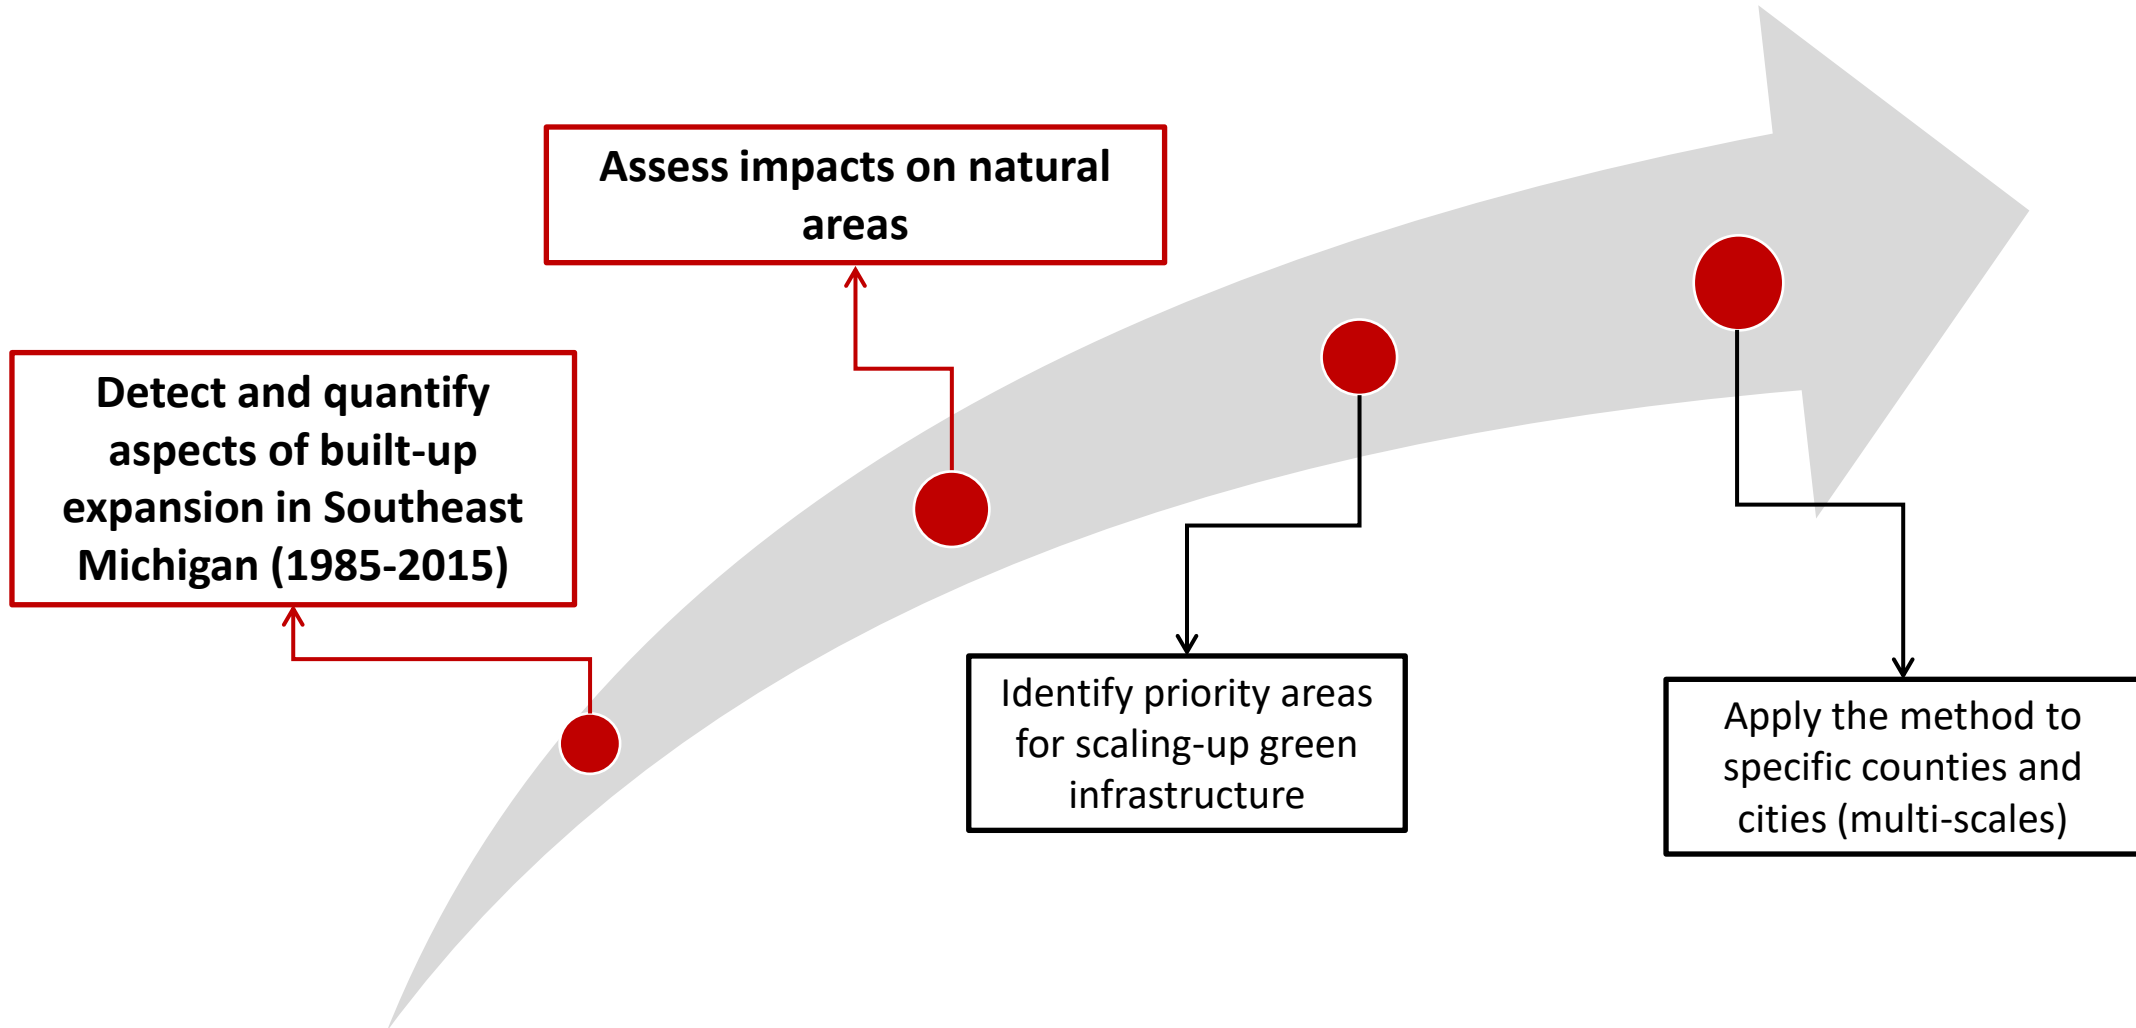 Assess impacts on natural
areas
Detect and quantify
aspects of built-up
expansion in Southeast
Michigan (1985-2015)
Identify priority areas
for scaling-up green
infrastructure
Apply the method to
specific counties and
cities (multi-scales)